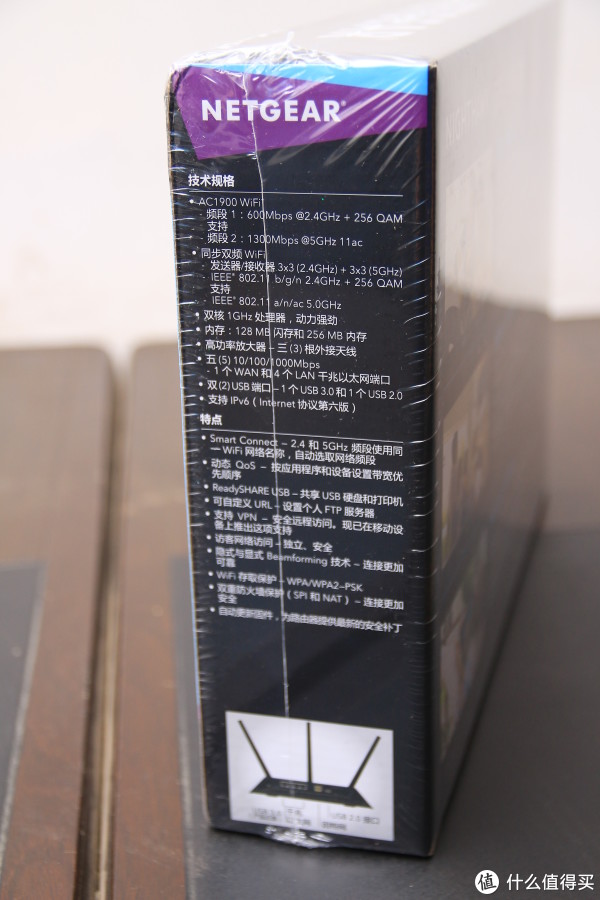 NETGEAR®
技术规格
• AC1900 WiFi
- 频段 1：600Mbps @2.4GHz + 256 QAM
支持
- 频段 2：1300Mbps @5GHz 11ac
• 同步双频 WiFi
- 发送器/接收器 3x3 (2.4GHz) + 3x3 (5GHz)
- IEEE® 802.11 b/g/n 2.4GHz + 256 QAM
支持
- IEEE® 802.11 a/n/ac 5.0GHz
• 双核 1GHz 处理器，动力强劲
• 内存：128 MB 闪存和 256 MB 内存
• 高功率放大器 – 三 (3) 根外接天线
• 五 (5) 10/100/1000Mbps
- 1 个 WAN 和 4 个 LAN 千兆以太网端口
• 双(2) USB 端口 – 1 个 USB 3.0 和 1 个 USB 2.0
• 支持 IPv6（Internet 协议第六版）
特点
• Smart Connect – 2.4 和 5GHz 频段使用同
一 WiFi 网络名称，自动选取网络频段
• 动态 QoS – 按应用程序和设备设置带宽优
先顺序
• ReadySHARE USB – 共享 USB 硬盘和打印机
• 可自定义 URL – 设置个人 FTP 服务器
• 支持 VPN – 安全远程访问。现已在移动设
备上推出这项支持
• 访客网络访问 – 独立、安全
• 隐式与显式 Beamforming 技术 – 连接更加
可靠
• WiFi 存取保护 – WPA/WPA2-PSK
• 双重防火墙保护（SPI 和 NAT）– 连接更加
安全
• 自动更新固件，为路由器提供最新的安全补丁
USB 2.0 接口
值 什么值得买